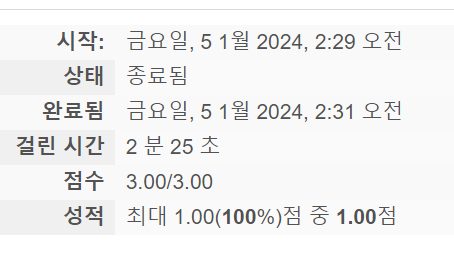 시작: 금요일, 5 1월 2024, 2:29 오전
상태 종료됨
완료됨 금요일, 5 1월 2024, 2:31 오전
걸린 시간 2 분 25 초
점수 3.00/3.00
성적 최대 1.00(100%)점 중 1.00점